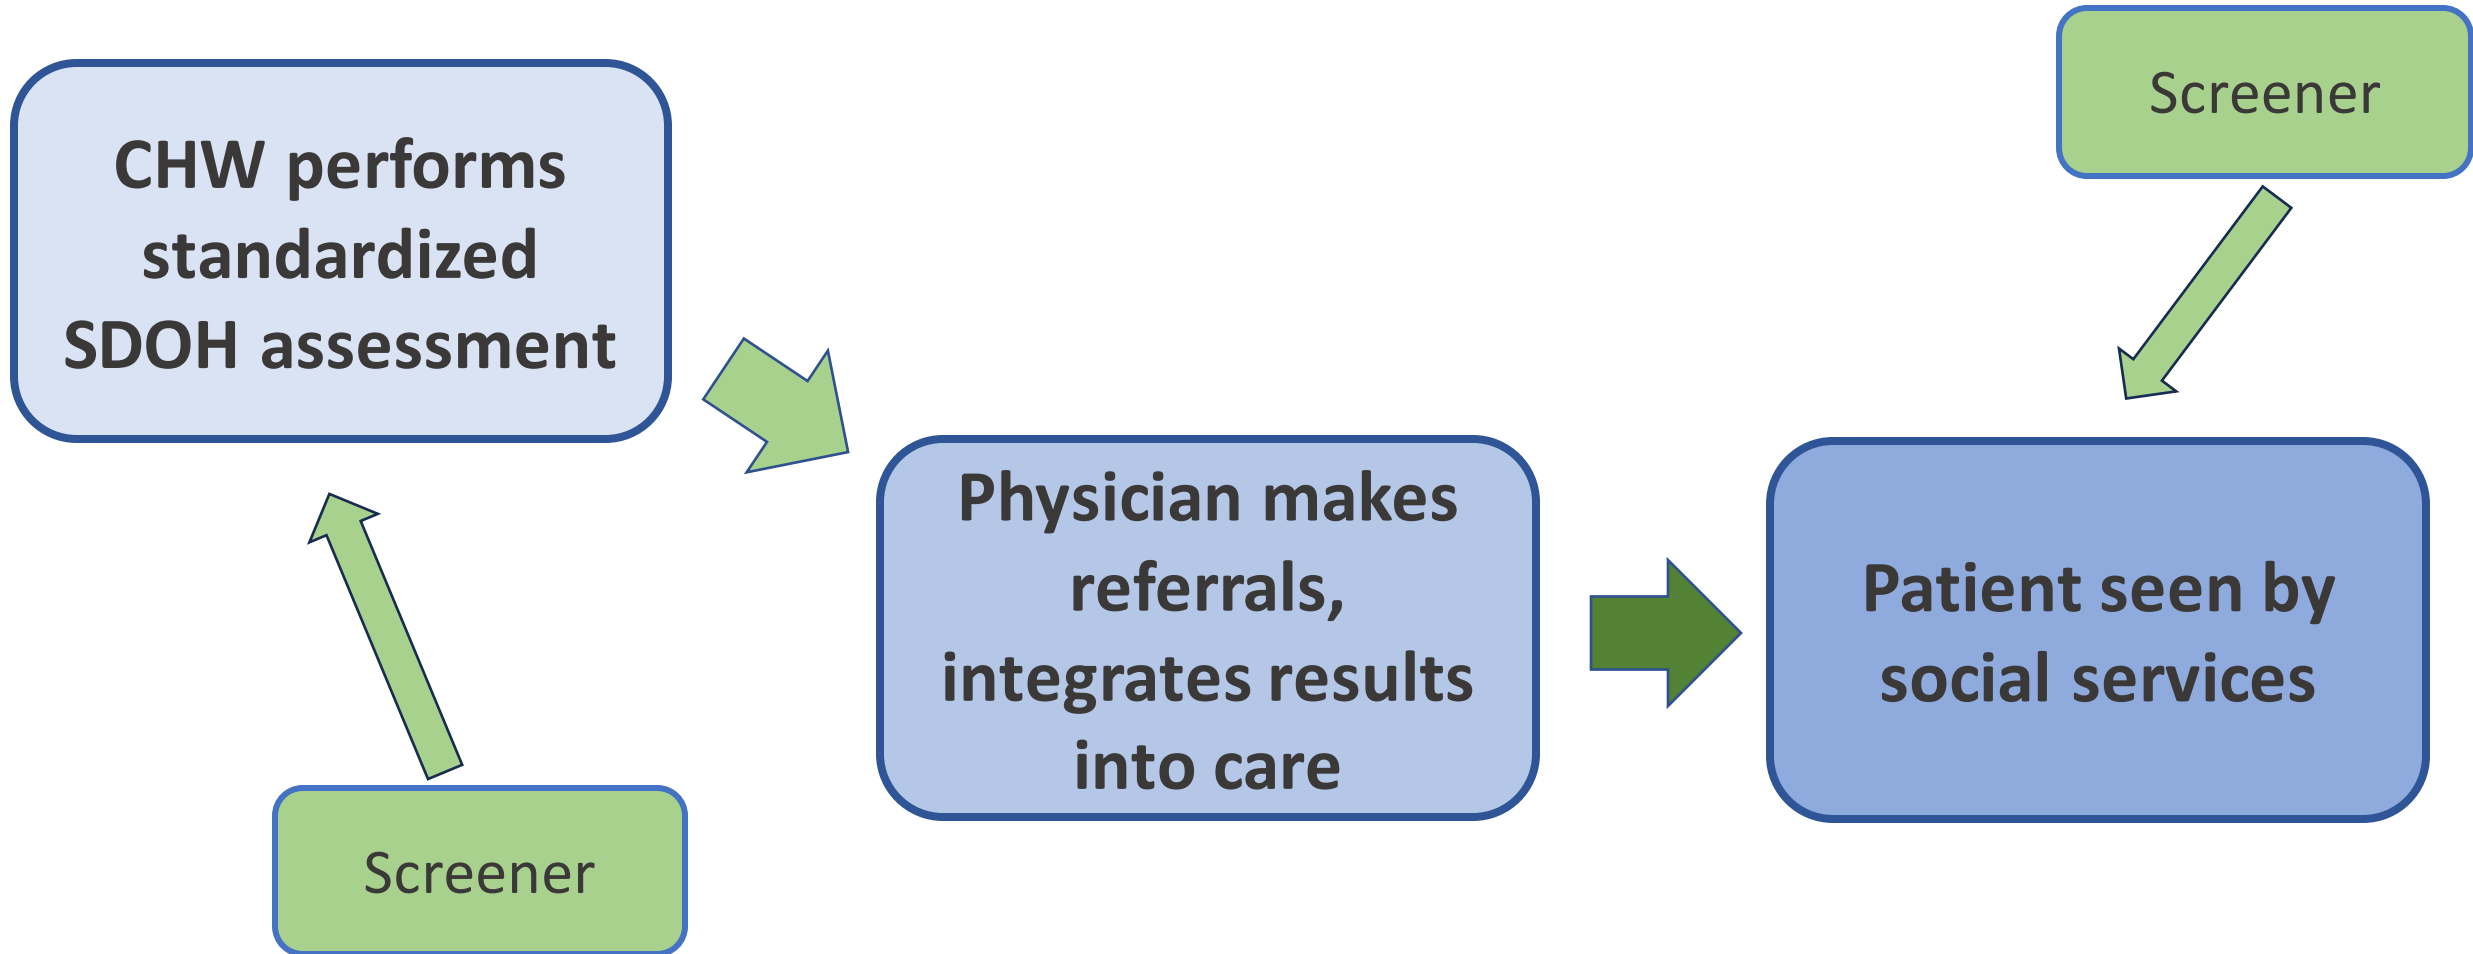 CHW performs
standardized
SDOH assessment
Screener
Physician makes
referrals,
integrates results
into care
Screener
Patient seen by
social services